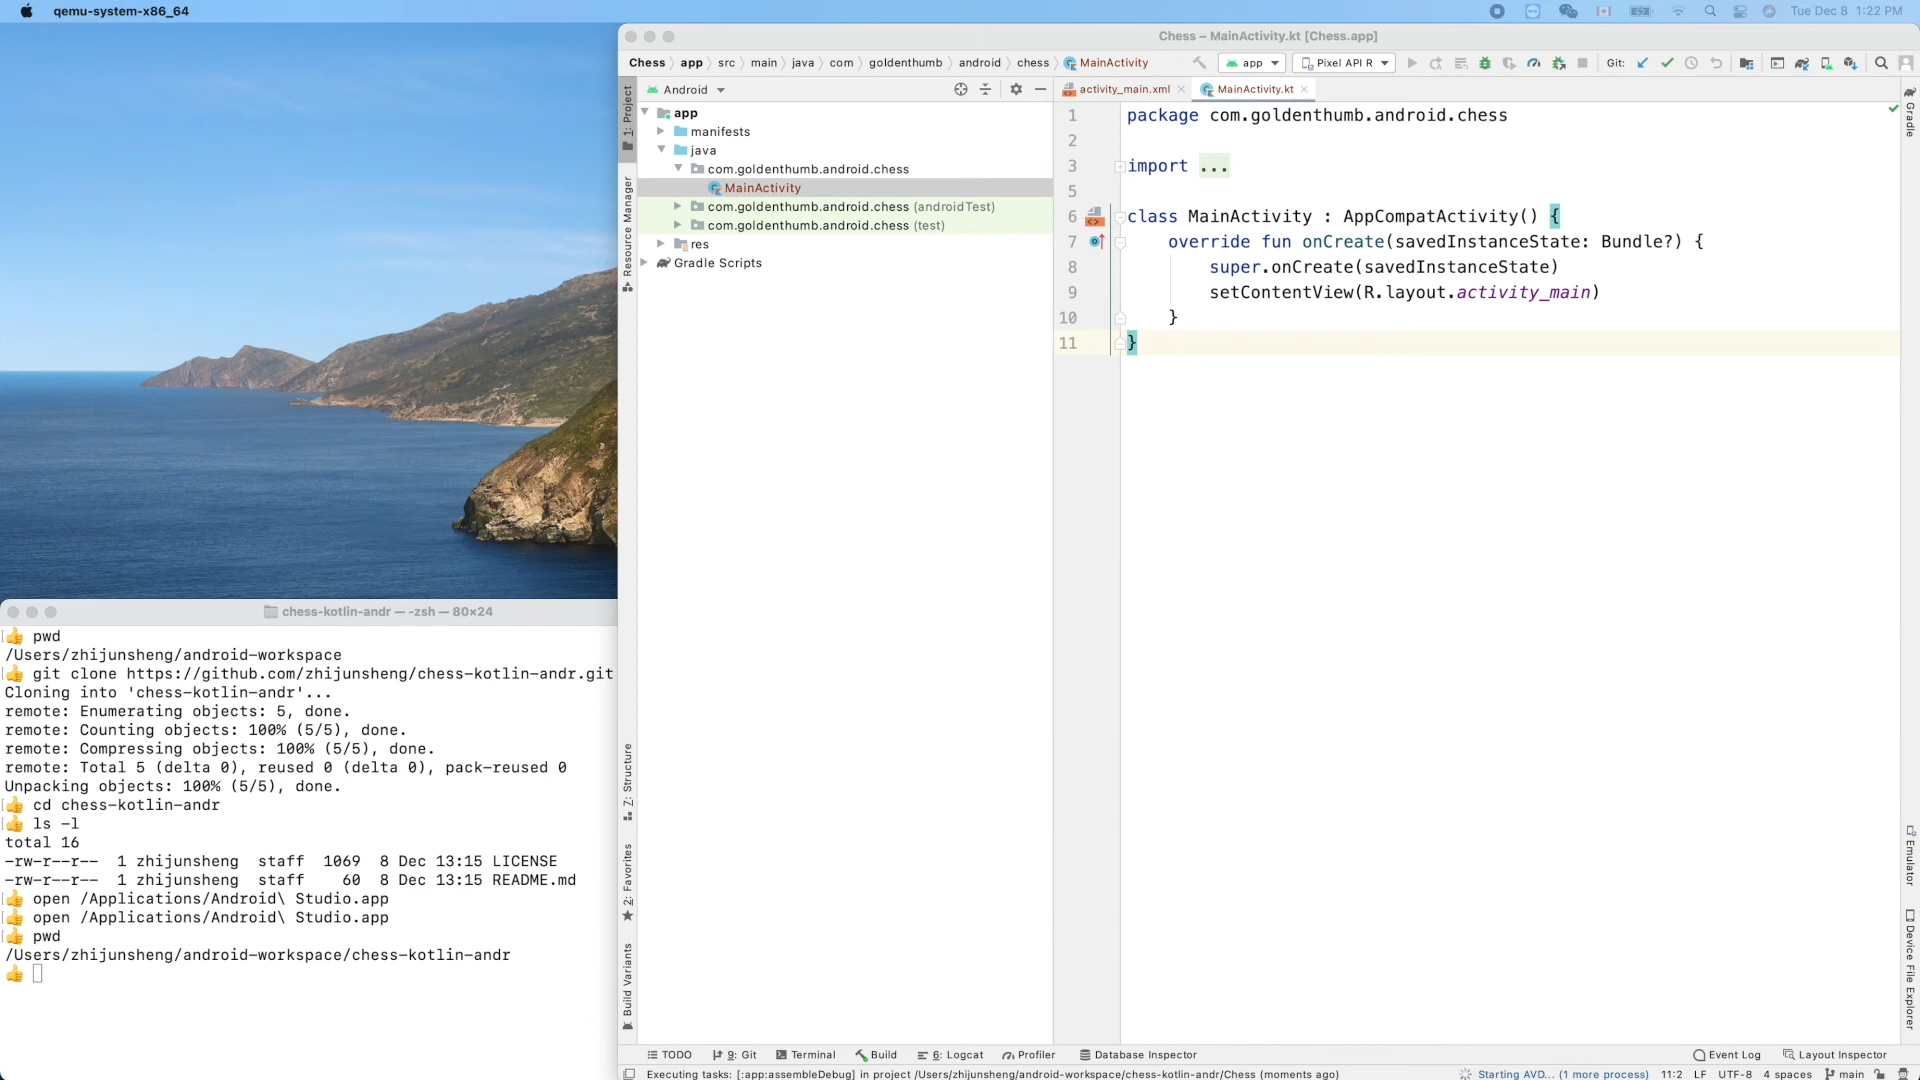 qemu-system-x86_64
Tue Dec 8 1:22 PM
Chess – MainActivity.kt [Chess.app]
Chess app src main java com goldenthumb android chess MainActivity
app
Pixel API R
Git:
Android
activity_main.xml
MainActivity.kt
1: Project
Resource Manager
Z: Structure
2: Favorites
Build Variants
app
manifests
java
com.goldenthumb.android.chess
MainActivity
com.goldenthumb.android.chess (androidTest)
com.goldenthumb.android.chess (test)
res
Gradle Scripts
1 package com.goldenthumb.android.chess
2
3 import ...
5
6 class MainActivity : AppCompatActivity() {
7 override fun onCreate(savedInstanceState: Bundle?) {
8 super.onCreate(savedInstanceState)
9 setContentView(R.layout.activity_main)
10 }
11 }
Gradle
Emulator
Device File Explorer
chess-kotlin-andr — -zsh — 80×24
pwd
/Users/zhijunsheng/android-workspace
git clone https://github.com/zhijunsheng/chess-kotlin-andr.git
Cloning into 'chess-kotlin-andr'...
remote: Enumerating objects: 5, done.
remote: Counting objects: 100% (5/5), done.
remote: Compressing objects: 100% (5/5), done.
remote: Total 5 (delta 0), reused 0 (delta 0), pack-reused 0
Unpacking objects: 100% (5/5), done.
cd chess-kotlin-andr
ls -l
total 16
-rw-r--r-- 1 zhijunsheng staff 1069 8 Dec 13:15 LICENSE
-rw-r--r-- 1 zhijunsheng staff 60 8 Dec 13:15 README.md
open /Applications/Android\ Studio.app
open /Applications/Android\ Studio.app
pwd
/Users/zhijunsheng/android-workspace/chess-kotlin-andr
TODO
9: Git
Terminal
Build
6: Logcat
Profiler
Database Inspector
Event Log
Layout Inspector
Executing tasks: [:app:assembleDebug] in project /Users/zhijunsheng/android-workspace/chess-kotlin-andr/Chess (moments ago)
Starting AVD... (1 more process)
11:2 LF UTF-8 4 spaces main